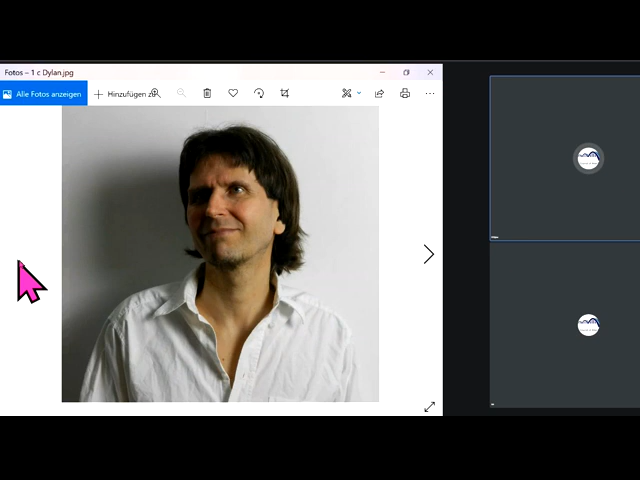 Fotos – 1 c Dylan.jpg
Alle Fotos anzeigen
Hinzufügen zu